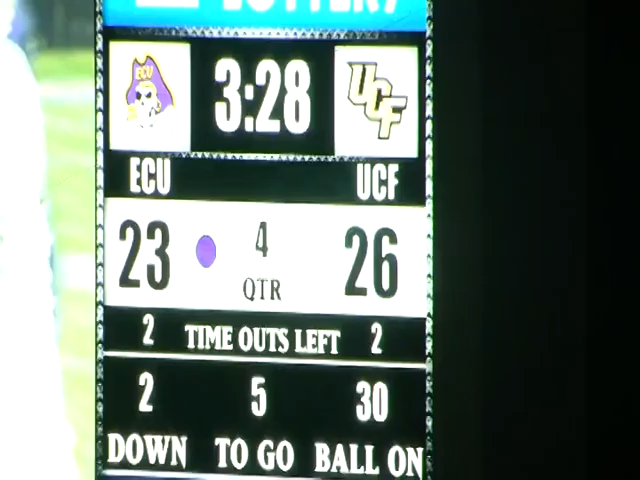 LOTTERY
ECU 3:28 UCF
ECU UCF
23 4 26
QTR
2 TIME OUTS LEFT 2
2 5 30
DOWN TO GO BALL ON